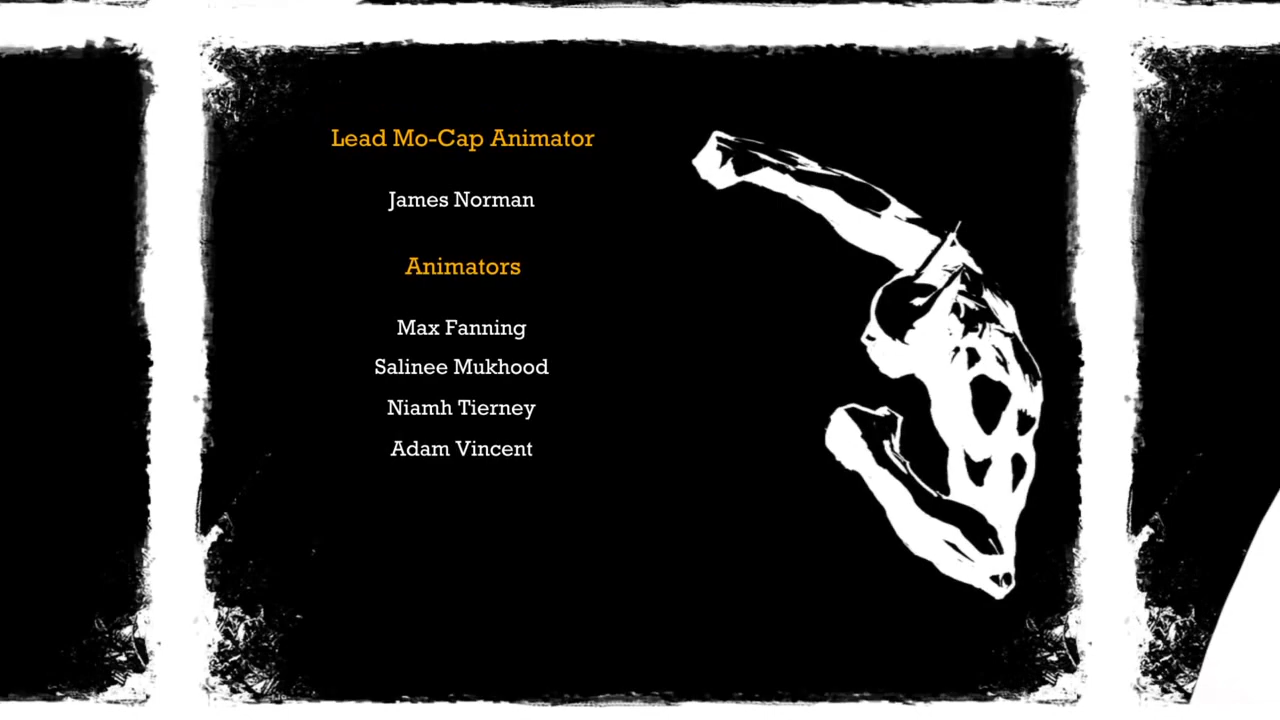 Lead Mo-Cap Animator
James Norman
Animators
Max Fanning
Salinee Mukhood
Niamh Tierney
Adam Vincent